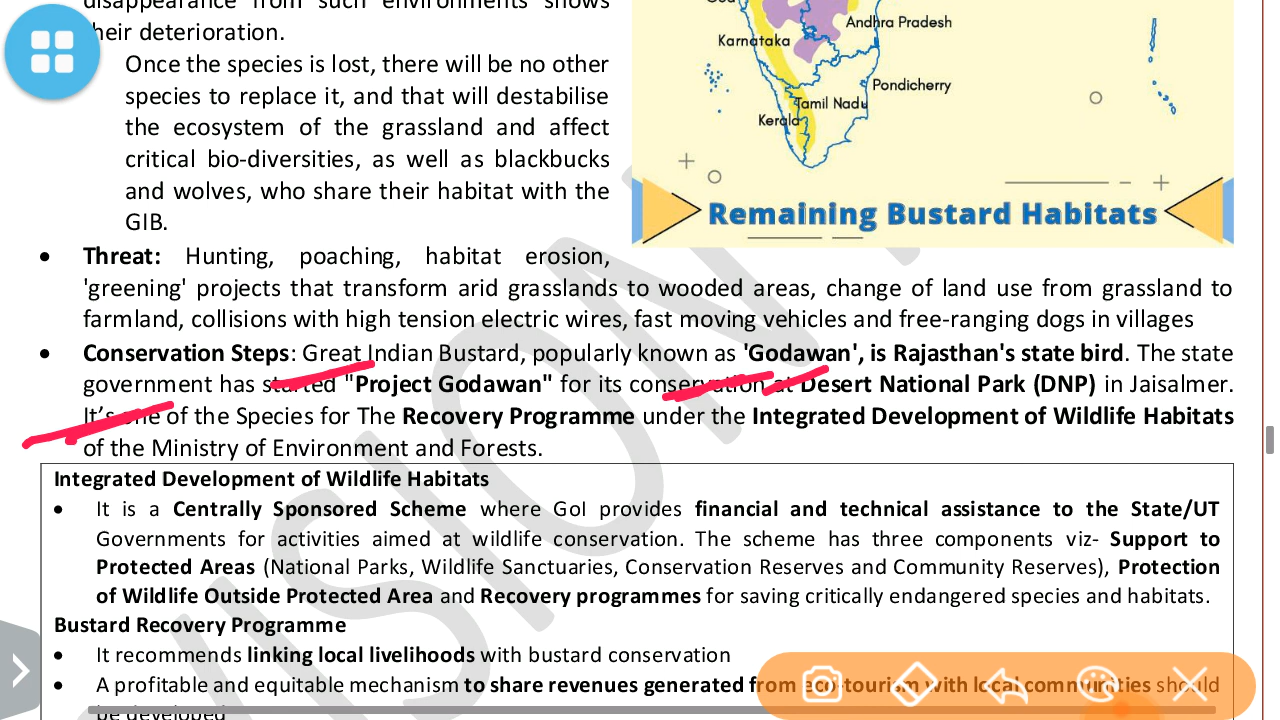 disappearance from such environments shows
their deterioration.
Once the species is lost, there will be no other
species to replace it, and that will destabilise
the ecosystem of the grassland and affect
critical bio-diversities, as well as blackbucks
and wolves, who share their habitat with the
GIB.
Goa
Andhra Pradesh
Karnataka
Pondicherry
Tamil Nadu
Kerala
Remaining Bustard Habitats
• Threat: Hunting, poaching, habitat erosion,
'greening' projects that transform arid grasslands to wooded areas, change of land use from grassland to
farmland, collisions with high tension electric wires, fast moving vehicles and free-ranging dogs in villages
• Conservation Steps: Great Indian Bustard, popularly known as 'Godawan', is Rajasthan's state bird. The state
government has started "Project Godawan" for its conservation at Desert National Park (DNP) in Jaisalmer.
It's one of the Species for The Recovery Programme under the Integrated Development of Wildlife Habitats
of the Ministry of Environment and Forests.
Integrated Development of Wildlife Habitats
• It is a Centrally Sponsored Scheme where GoI provides financial and technical assistance to the State/UT
Governments for activities aimed at wildlife conservation. The scheme has three components viz- Support to
Protected Areas (National Parks, Wildlife Sanctuaries, Conservation Reserves and Community Reserves), Protection
of Wildlife Outside Protected Area and Recovery programmes for saving critically endangered species and habitats.
Bustard Recovery Programme
• It recommends linking local livelihoods with bustard conservation
• A profitable and equitable mechanism to share revenues generated from eco-tourism with local communities should
be developed
VISION